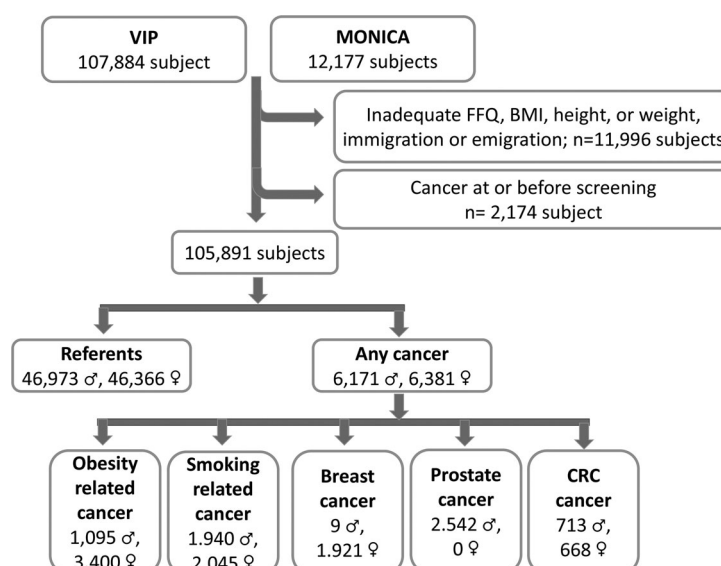 VIP
107,884 subject
MONICA
12,177 subjects
Inadequate FFQ, BMI, height, or weight,
immigration or emigration; n=11,996 subjects
Cancer at or before screening
n= 2,174 subject
105,891 subjects
Referents
46,973 ♂, 46,366 ♀
Any cancer
6,171 ♂, 6,381 ♀
Obesity
related
cancer
1,095 ♂,
3,400 ♀
Smoking
related
cancer
1.940 ♂,
2,045 ♀
Breast
cancer
9 ♂,
1.921 ♀
Prostate
cancer
2.542 ♂,
0 ♀
CRC
cancer
713 ♂,
668 ♀